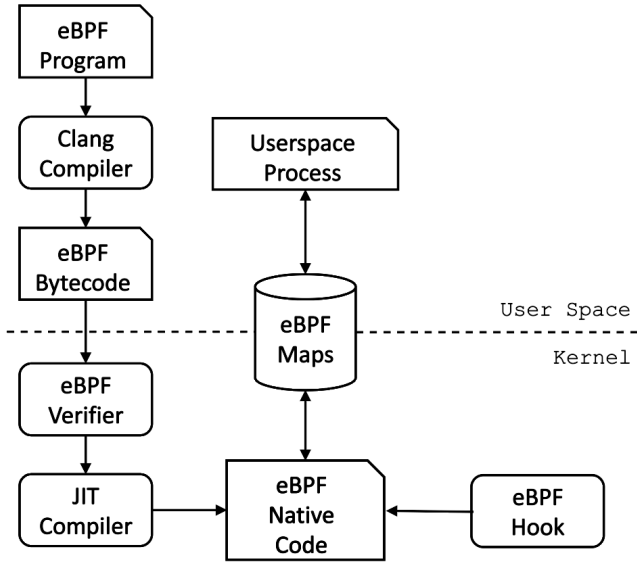 eBPF
Program
Clang
Compiler
eBPF
Bytecode
eBPF
Verifier
JIT
Compiler
Userspace
Process
eBPF
Maps
eBPF
Native
Code
User Space
Kernel
eBPF
Hook